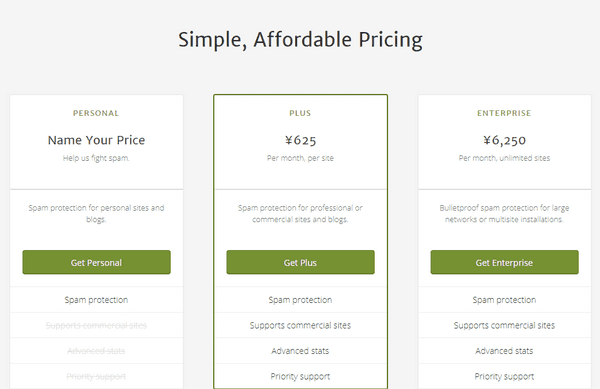 Simple, Affordable Pricing
PERSONAL
Name Your Price
Help us fight spam.
Spam protection for personal sites and
blogs.
Get Personal
Spam protection
Supports commercial sites
Advanced stats
Priority support
PLUS
¥625
Per month, per site
Spam protection for professional or
commercial sites and blogs.
Get Plus
Spam protection
Supports commercial sites
Advanced stats
Priority support
ENTERPRISE
¥6,250
Per month, unlimited sites
Bulletproof spam protection for large
networks or multisite installations.
Get Enterprise
Spam protection
Supports commercial sites
Advanced stats
Priority support